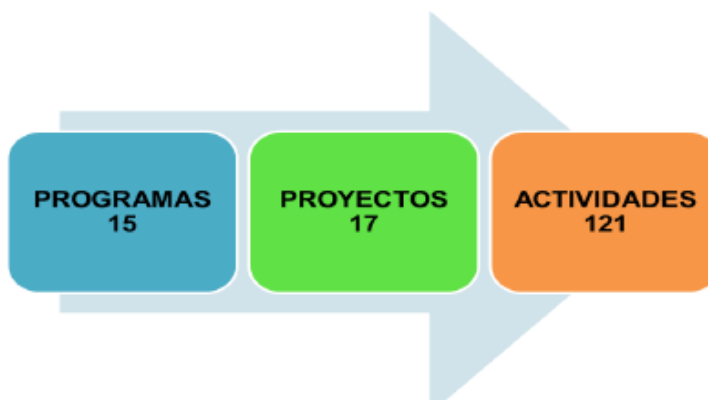 PROGRAMAS
15
PROYECTOS
17
ACTIVIDADES
121